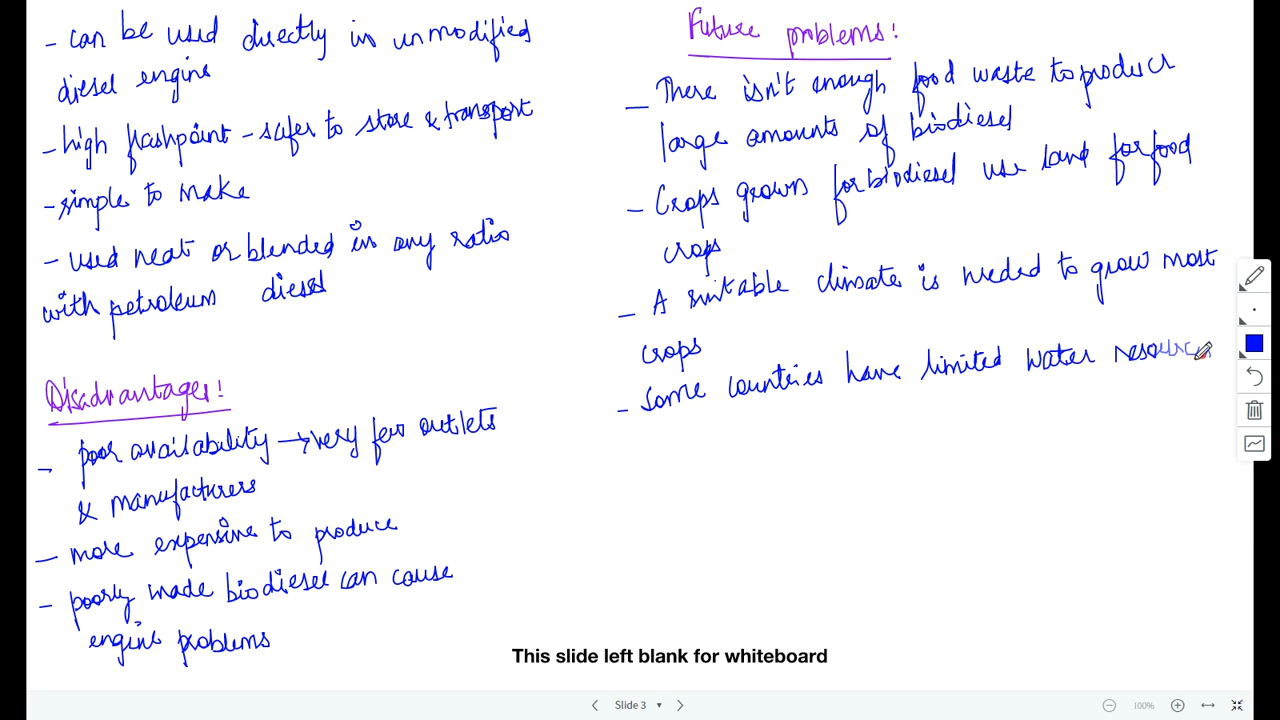 - can be used directly in unmodified
diesel engine
- high flashpoint - safer to store & transport
- simple to make
- used neat or blended in any ratio
with petroleum diesel
Disadvantages!
- poor availability → very few outlets
& manufacturers
- more expensive to produce
- poorly made biodiesel can cause
engine problems
Future problems!
- There isn't enough food waste to produce
large amounts of biodiesel
- Crops grown for biodiesel use land for food
crops
- A suitable climate is needed to grow most
crops
- Some countries have limited water resources
This slide left blank for whiteboard
Slide 3
100%